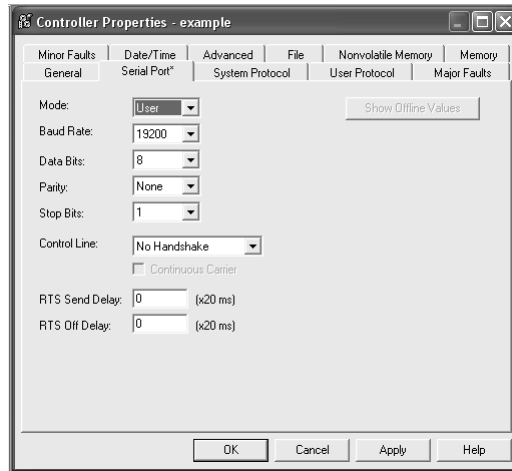 Controller Properties - example
Minor Faults Date/Time Advanced File Nonvolatile Memory Memory
General Serial Port* System Protocol User Protocol Major Faults
Mode: User Show Offline Values
Baud Rate: 19200
Data Bits: 8
Parity: None
Stop Bits: 1
Control Line: No Handshake
Continuous Carrier
RTS Send Delay: 0 (x20 ms)
RTS Off Delay: 0 (x20 ms)
OK Cancel Apply Help